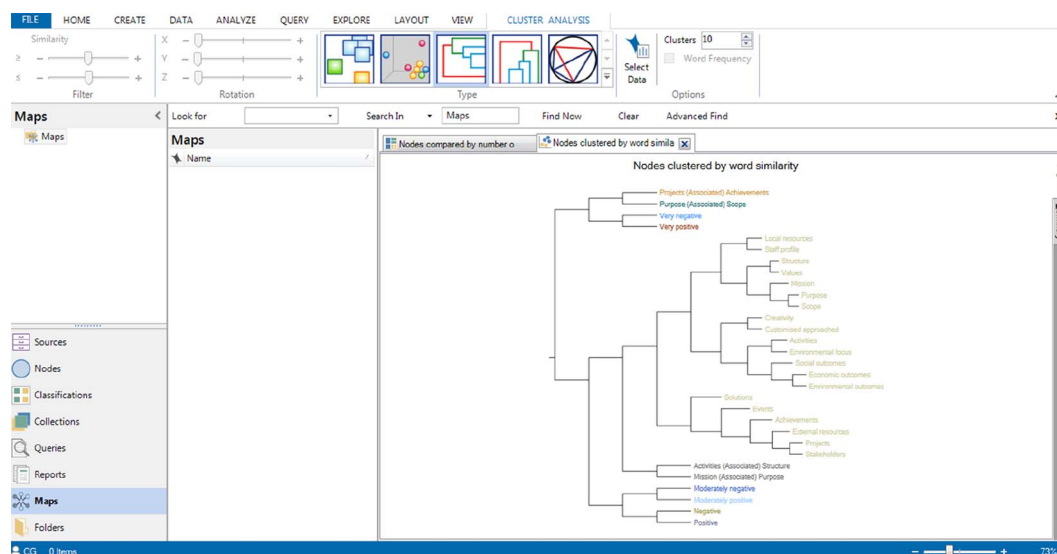 FILE HOME CREATE DATA ANALYZE QUERY EXPLORE LAYOUT VIEW CLUSTER ANALYSIS
Similarity
≥ - +
≤ - +
Filter
X - +
Y - +
Z - +
Rotation
Type
Select
Data
Clusters 10
Word Frequency
Options
Maps
Maps
Look for Search In Maps Find Now Clear Advanced Find
Maps
Name
Nodes compared by number o
Nodes clustered by word simila
Nodes clustered by word similarity
Projects (Associated) Achievements
Purpose (Associated) Scope
Very negative
Very positive
Local resources
Staff profile
Structure
Values
Mission
Purpose
Scope
Creativity
Customised approached
Activities
Environmental focus
Social outcomes
Economic outcomes
Environmental outcomes
Solutions
Events
Achievements
External resources
Projects
Stakeholders
Activities (Associated) Structure
Mission (Associated) Purpose
Moderately negative
Moderately positive
Negative
Positive
Sources
Nodes
Classifications
Collections
Queries
Reports
Maps
Folders
CG 0 Items - + 73%